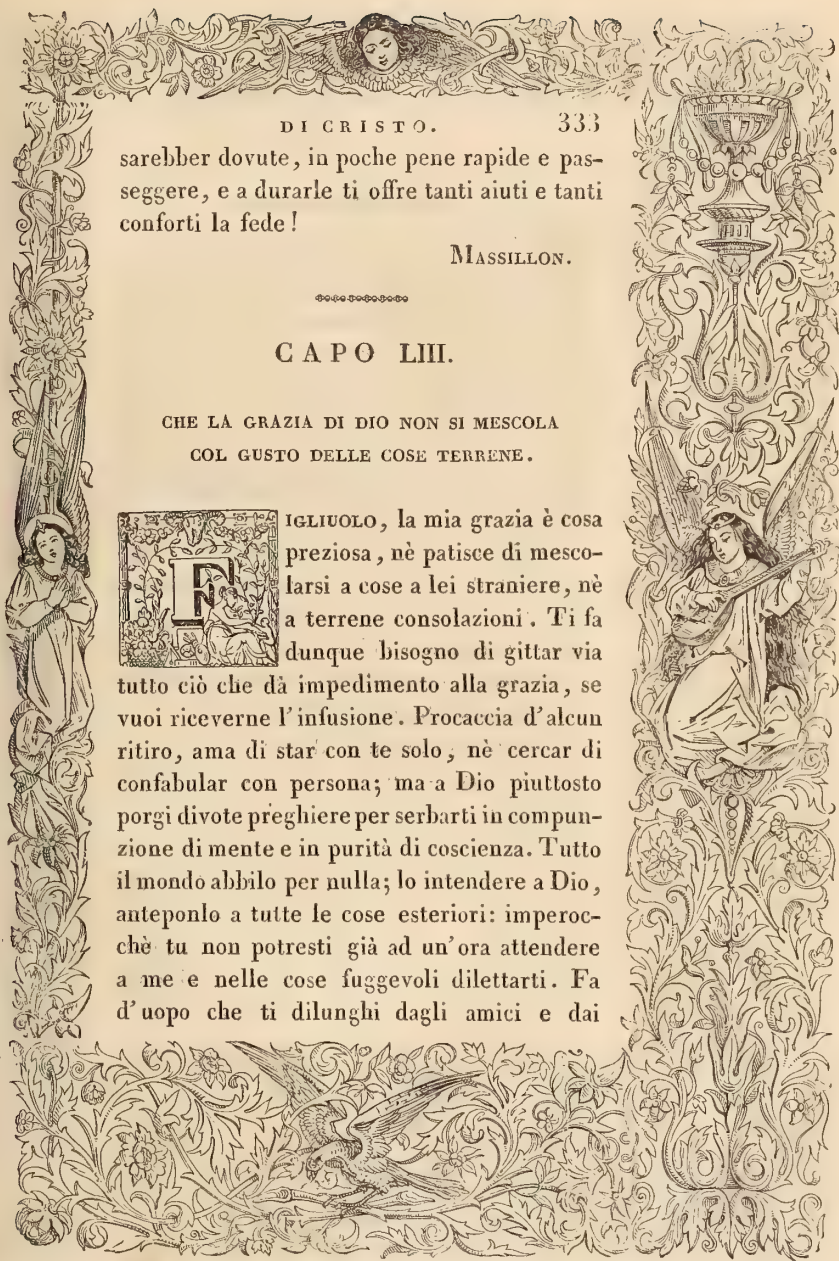 DI CRISTO. 333
sarebber dovute, in poche pene rapide e pas-
seggere, e a durarle ti offre tanti aiuti e tanti
conforti la fede!
MASSILLON.
CAPO LIII.
CHE LA GRAZIA DI DIO NON SI MESCOLA
COL GUSTO DELLE COSE TERRENE.
FIGLIUOLO, la mia grazia è cosa
preziosa, nè patisce di mesco-
larsi a cose a lei straniere, nè
a terrene consolazioni. Ti fa
dunque bisogno di gittar via
tutto ciò che dà impedimento alla grazia, se
vuoi riceverne l'infusione. Procaccia d'alcun
ritiro, ama di star con te solo, nè cercar di
confabular con persona; ma a Dio piuttosto
porgi divote preghiere per serbarti in compun-
zione di mente e in purità di coscienza. Tutto
il mondo abbilo per nulla; lo intendere a Dio,
anteponlo a tutte le cose esteriori: imperoc-
chè tu non potresti già ad un'ora attendere
a me e nelle cose fuggevoli dilettarti. Fa
d'uopo che ti dilunghi dagli amici e dai